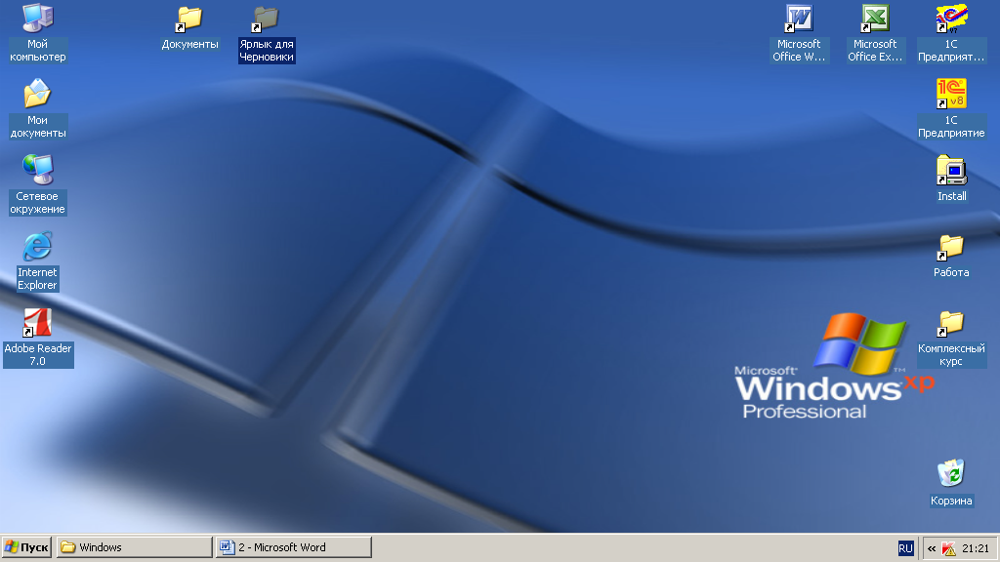 Мой
компьютер
Документы
Ярлык для
Черновики
Microsoft
Office W...
Microsoft
Office Ex...
1С
Предприят...
Мои
документы
1С
Предприятие
Сетевое
окружение
Install
Internet
Explorer
Работа
Adobe Reader
7.0
Комплексный
курс
Microsoft
Windows xp
Professional
Корзина
Пуск
Windows
2 - Microsoft Word
RU
«
21:21